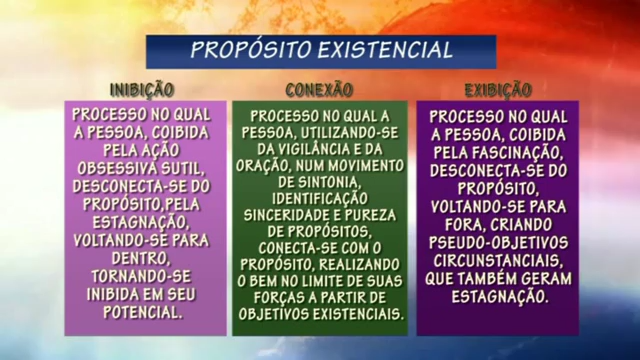 PROPÓSITO EXISTENCIAL
INIBIÇÃO
PROCESSO NO QUAL
A PESSOA, COIBIDA
PELA AÇÃO
OBSESSIVA SUTIL,
DESCONECTA-SE DO
PROPÓSITO,PELA
ESTAGNAÇÃO,
VOLTANDO-SE PARA
DENTRO,
TORNANDO-SE
INIBIDA EM SEU
POTENCIAL.
CONEXÃO
PROCESSO NO QUAL A
PESSOA, UTILIZANDO-SE
DA VIGILÂNCIA E DA
ORAÇÃO, NUM MOVIMENTO
DE SINTONIA,
IDENTIFICAÇÃO
SINCERIDADE E PUREZA
DE PROPÓSITOS,
CONECTA-SE COM O
PROPÓSITO, REALIZANDO
O BEM NO LIMITE DE SUAS
FORÇAS A PARTIR DE
OBJETIVOS EXISTENCIAIS.
EXIBIÇÃO
PROCESSO NO QUAL
A PESSOA, COIBIDA
PELA FASCINAÇÃO,
DESCONECTA-SE DO
PROPÓSITO,
VOLTANDO-SE PARA
FORA, CRIANDO
PSEUDO-OBJETIVOS
CIRCUNSTANCIAIS,
QUE TAMBÉM GERAM
ESTAGNAÇÃO.